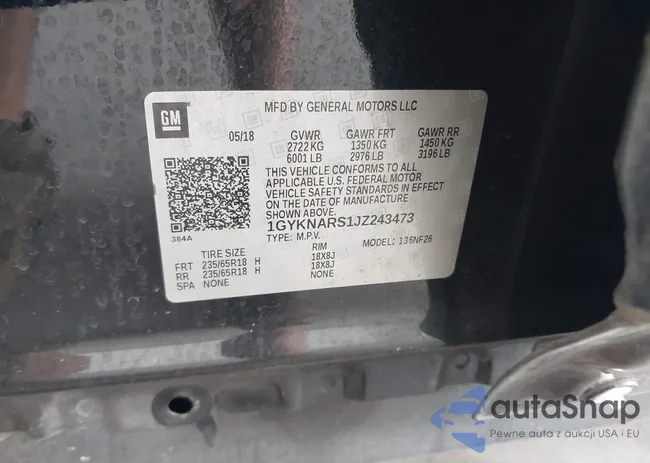 GM
MFD BY GENERAL MOTORS LLC
05/18 GVWR GAWR FRT GAWR RR
2722 KG 1350 KG 1450 KG
6001 LB 2976 LB 3196 LB
THIS VEHICLE CONFORMS TO ALL
APPLICABLE U.S. FEDERAL MOTOR
VEHICLE SAFETY STANDARDS IN EFFECT
ON THE DATE OF MANUFACTURE
SHOWN ABOVE.
1GYKNARS1JZ243473
384A
TYPE: M.P.V. MODEL: 136NF26
TIRE SIZE RIM
FRT 235/65R18 H 18X8J
RR 235/65R18 H 18X8J
SPA NONE NONE
autoSnap
Pewne auta z aukcji USA i EU